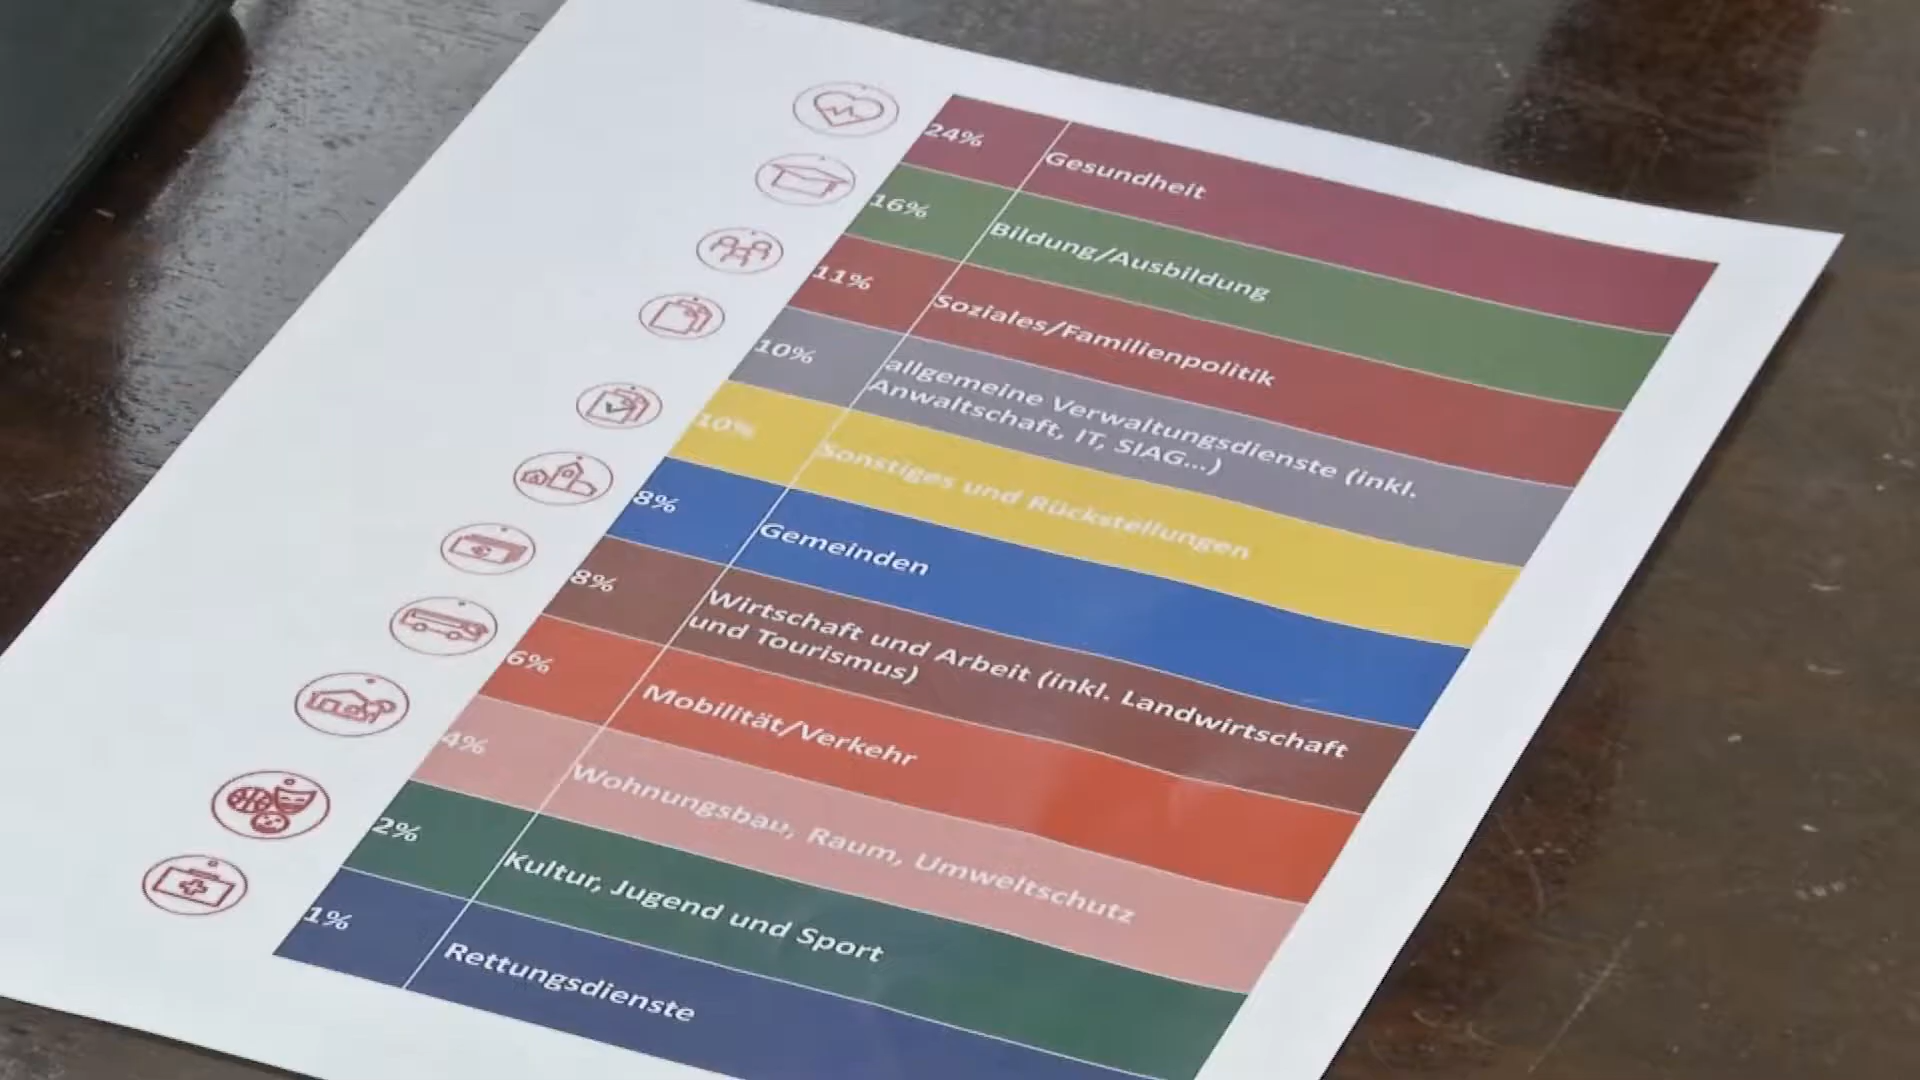 24% Gesundheit
16% Bildung/Ausbildung
11% Soziales/Familienpolitik
10% allgemeine Verwaltungsdienste (inkl.
Anwaltschaft, IT, SIAG...)
10% Sonstiges und Rückstellungen
8% Gemeinden
8% Wirtschaft und Arbeit (inkl. Landwirtschaft
und Tourismus)
6% Mobilität/Verkehr
4% Wohnungsbau, Raum, Umweltschutz
2% Kultur, Jugend und Sport
1% Rettungsdienste